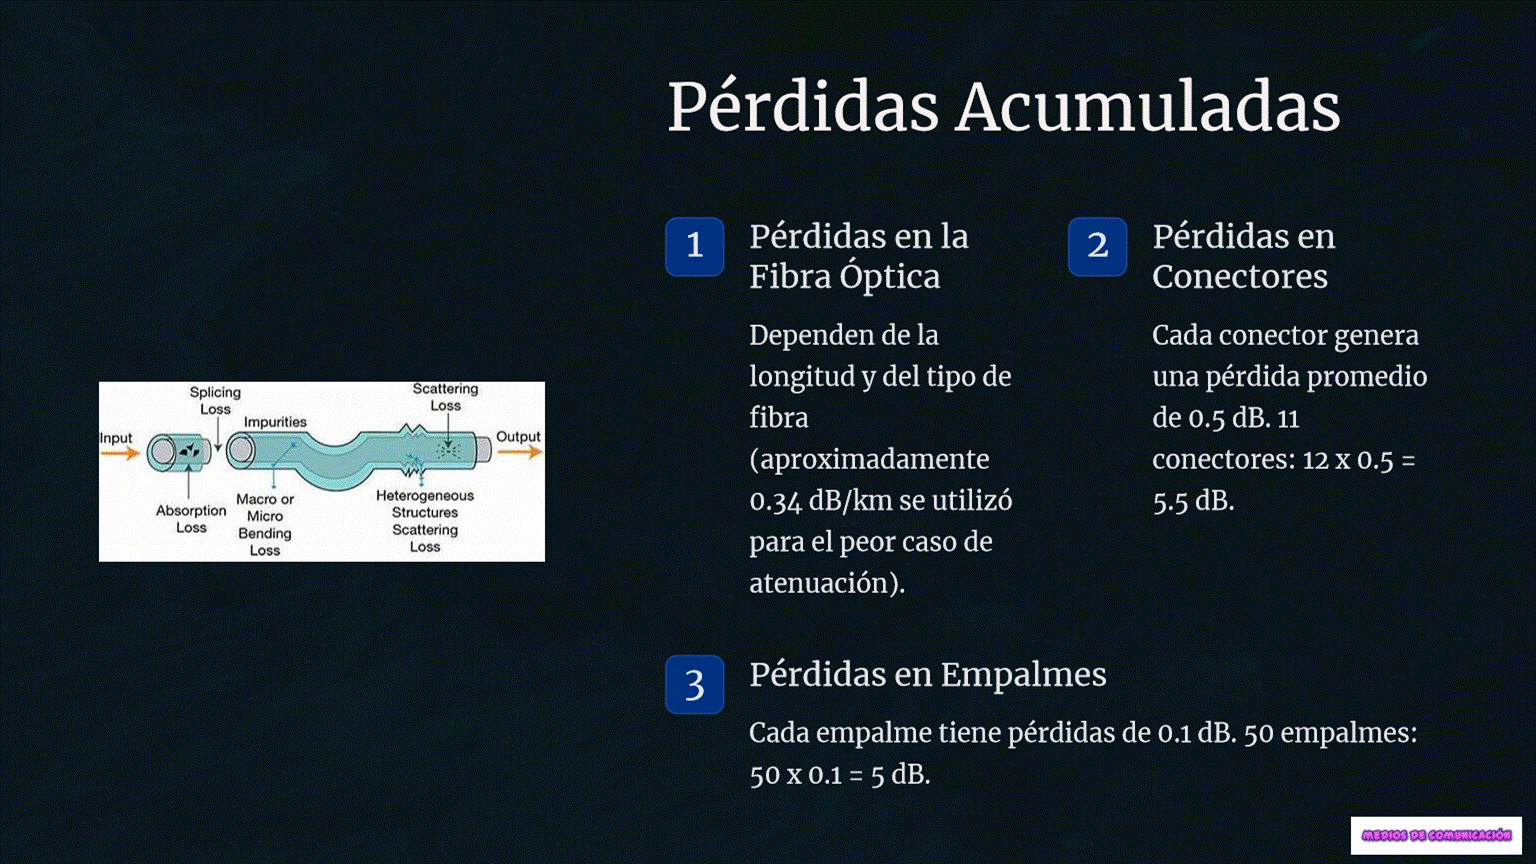 Pérdidas Acumuladas
1
Pérdidas en la
Fibra Óptica
Dependen de la
longitud y del tipo de
fibra
(aproximadamente
0.34 dB/km se utilizó
para el peor caso de
atenuación).
2
Pérdidas en
Conectores
Cada conector genera
una pérdida promedio
de 0.5 dB. 11
conectores: 12 x 0.5 =
5.5 dB.
3
Pérdidas en Empalmes
Cada empalme tiene pérdidas de 0.1 dB. 50 empalmes:
50 x 0.1 = 5 dB.
Input
Splicing
Loss
Impurities
Scattering
Loss
Output
Absorption
Loss
Macro or
Micro
Bending
Loss
Heterogeneous
Structures
Scattering
Loss
MEDIOS DE COMUNICACIÓN